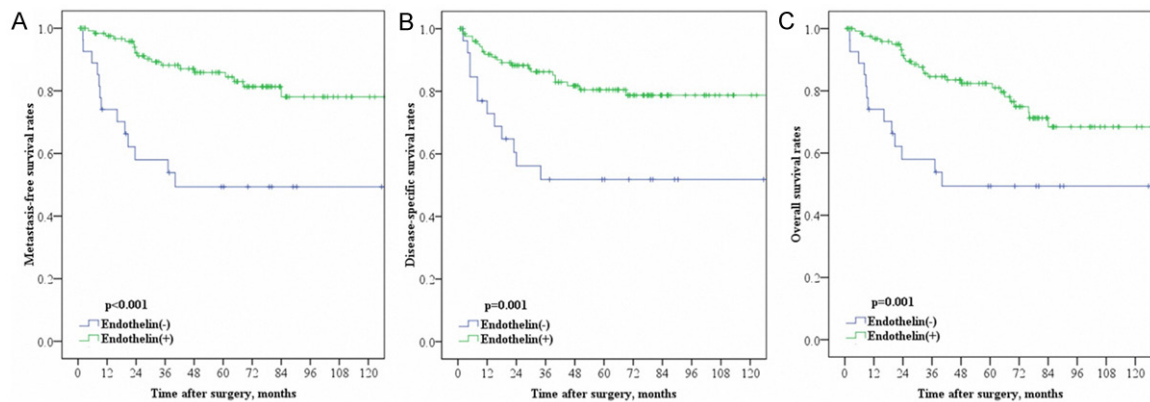 A
Metastasis-free survival rates
1.0
0.8
0.6
0.4
0.2
0.0
p<0.001
Endothelin(-)
Endothelin(+)
0 12 24 36 48 60 72 84 96 108 120
Time after surgery, months
B
Disease-specific survival rates
1.0
0.8
0.6
0.4
0.2
0.0
p=0.001
Endothelin(-)
Endothelin(+)
0 12 24 36 48 60 72 84 96 108 120
Time after surgery, months
C
Overall survival rates
1.0
0.8
0.6
0.4
0.2
0.0
p=0.001
Endothelin(-)
Endothelin(+)
0 12 24 36 48 60 72 84 96 108 120
Time after surgery, months